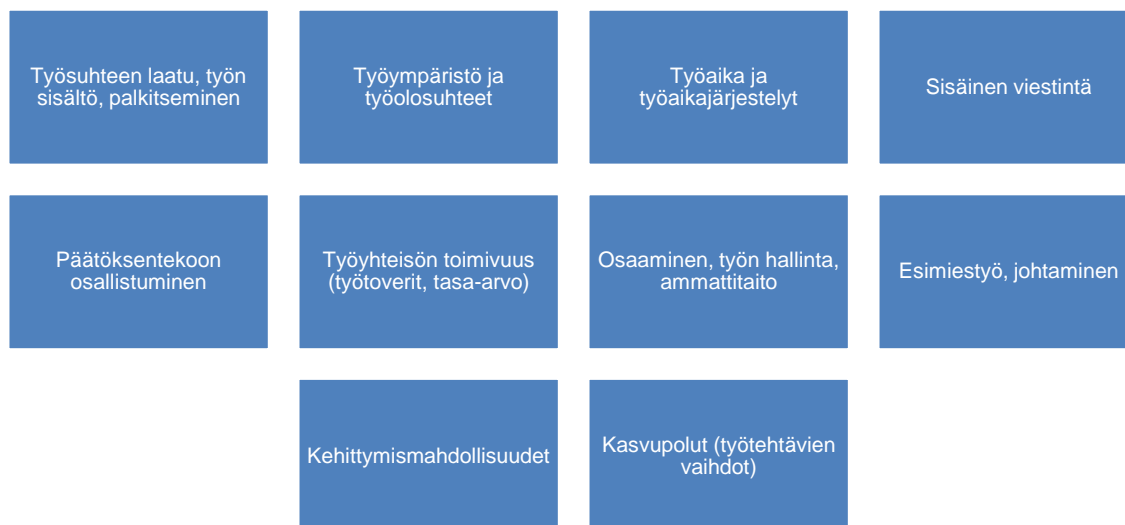 Työsuhteen laatu, työn
sisältö, palkitseminen
Työympäristö ja
työolosuhteet
Työaika ja
työaikajärjestelyt
Sisäinen viestintä
Päätöksentekoon
osallistuminen
Työyhteisön toimivuus
(työtoverit, tasa-arvo)
Osaaminen, työn hallinta,
ammattitaito
Esimiestyö, johtaminen
Kehittymismahdollisuudet
Kasvupolut (työtehtävien
vaihdot)